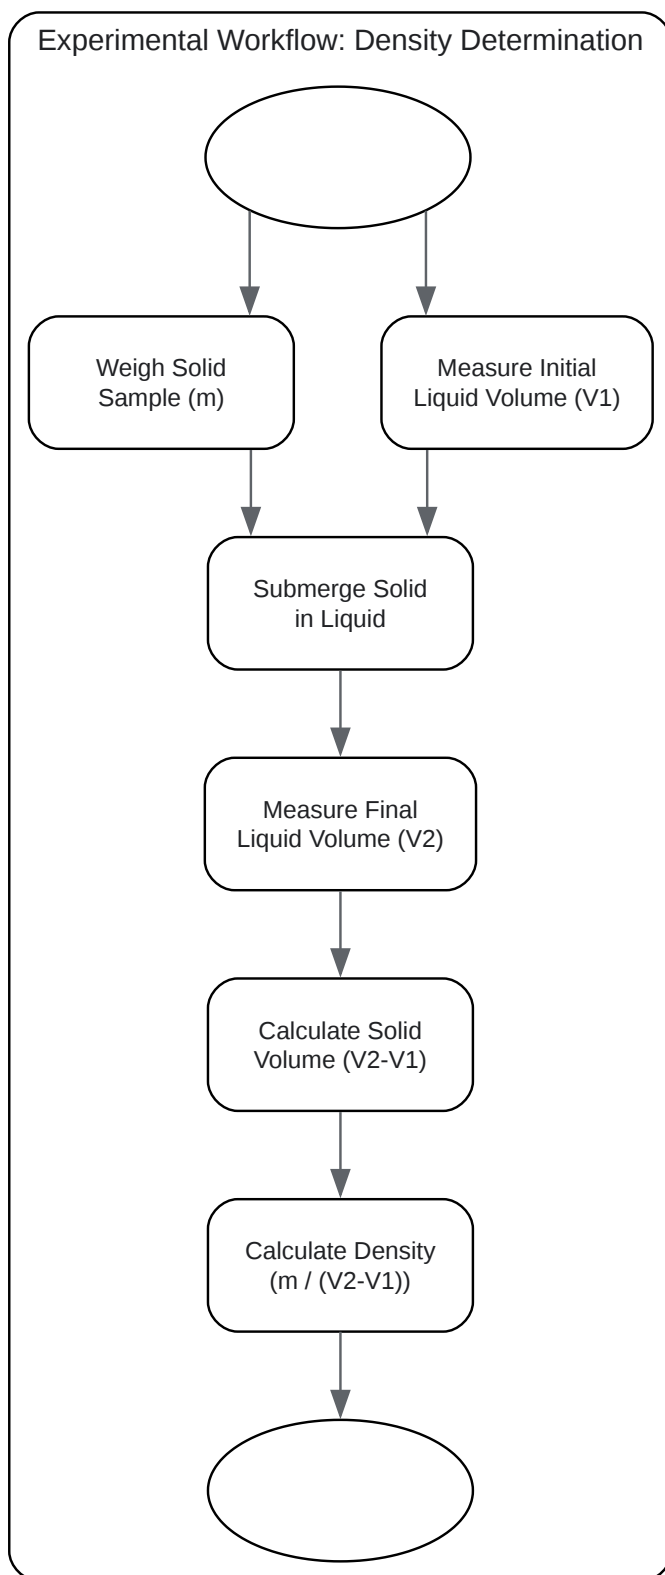 Experimental Workflow: Density Determination
Weigh Solid
Sample (m)
Measure Initial
Liquid Volume (V1)
Submerge Solid
in Liquid
Measure Final
Liquid Volume (V2)
Calculate Solid
Volume (V2-V1)
Calculate Density
(m / (V2-V1))